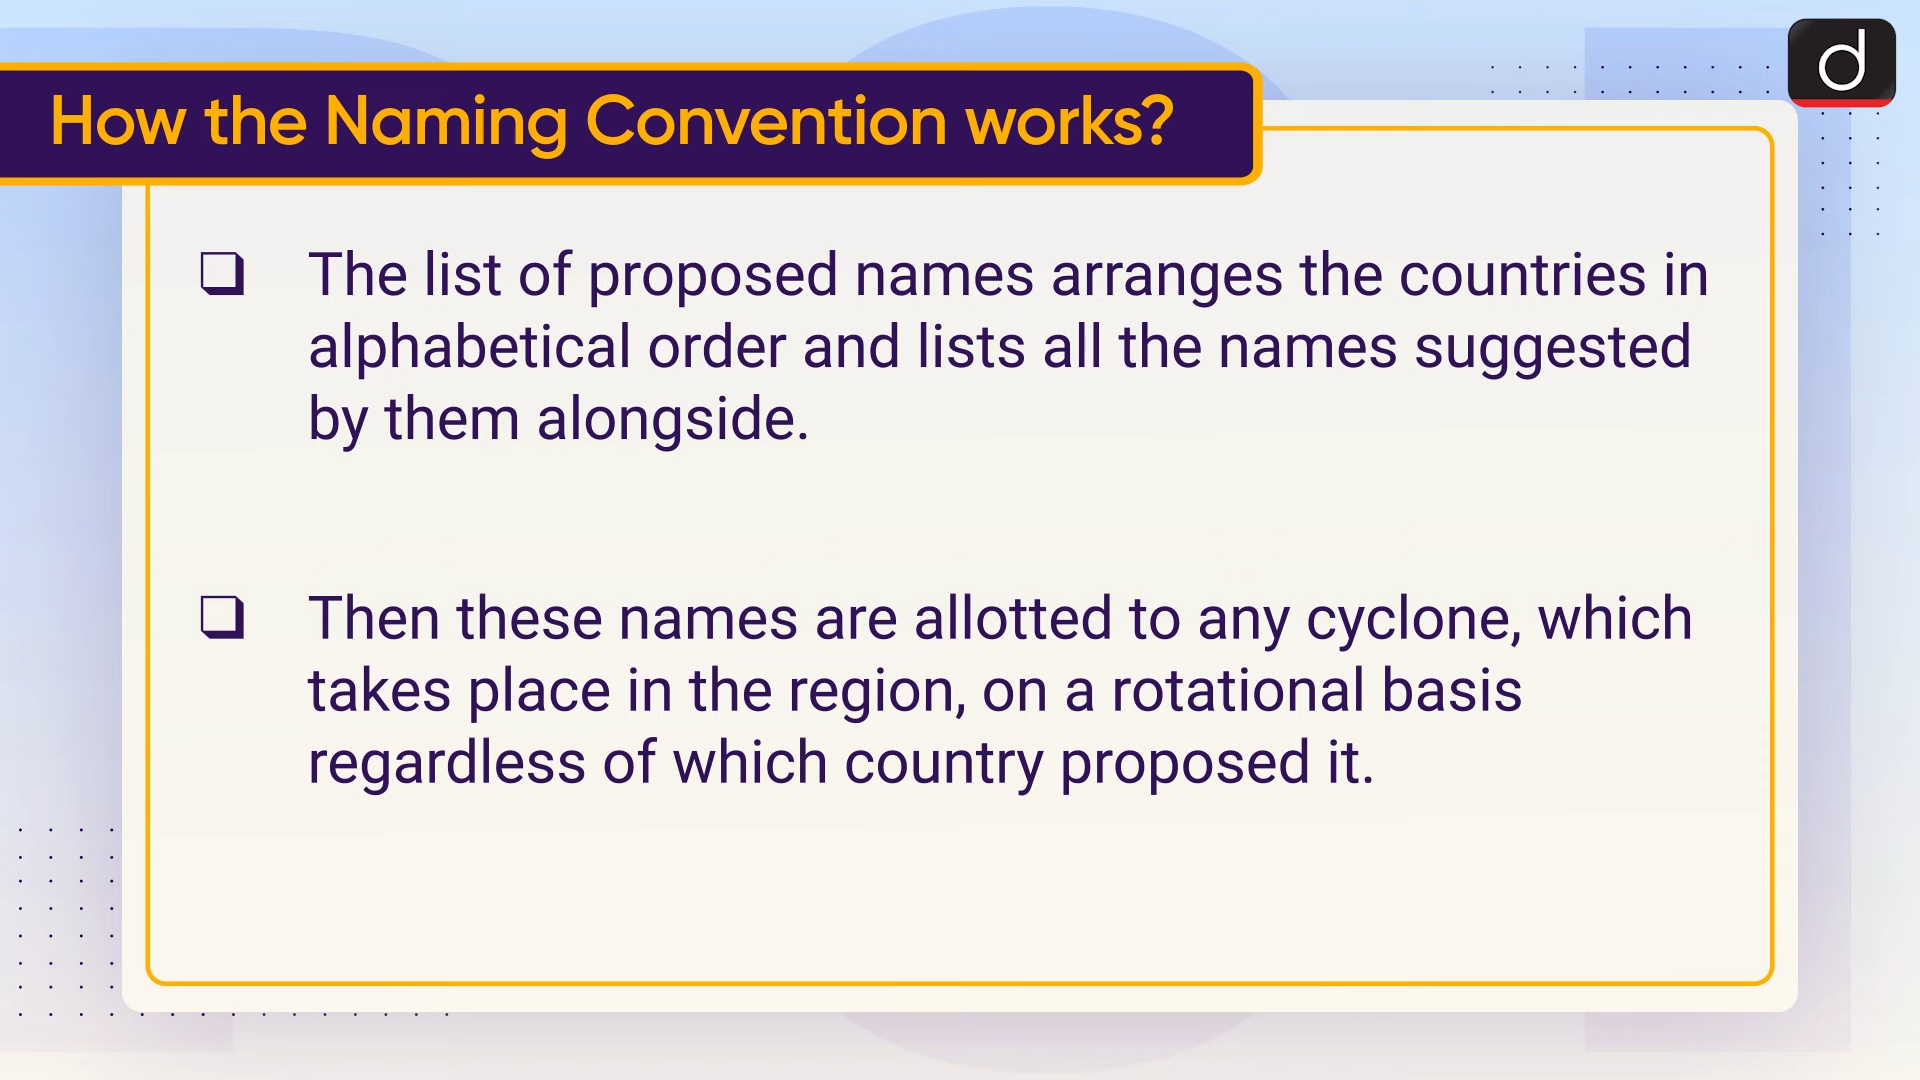 d
How the Naming Convention works?
❏ The list of proposed names arranges the countries in
alphabetical order and lists all the names suggested
by them alongside.
❏ Then these names are allotted to any cyclone, which
takes place in the region, on a rotational basis
regardless of which country proposed it.